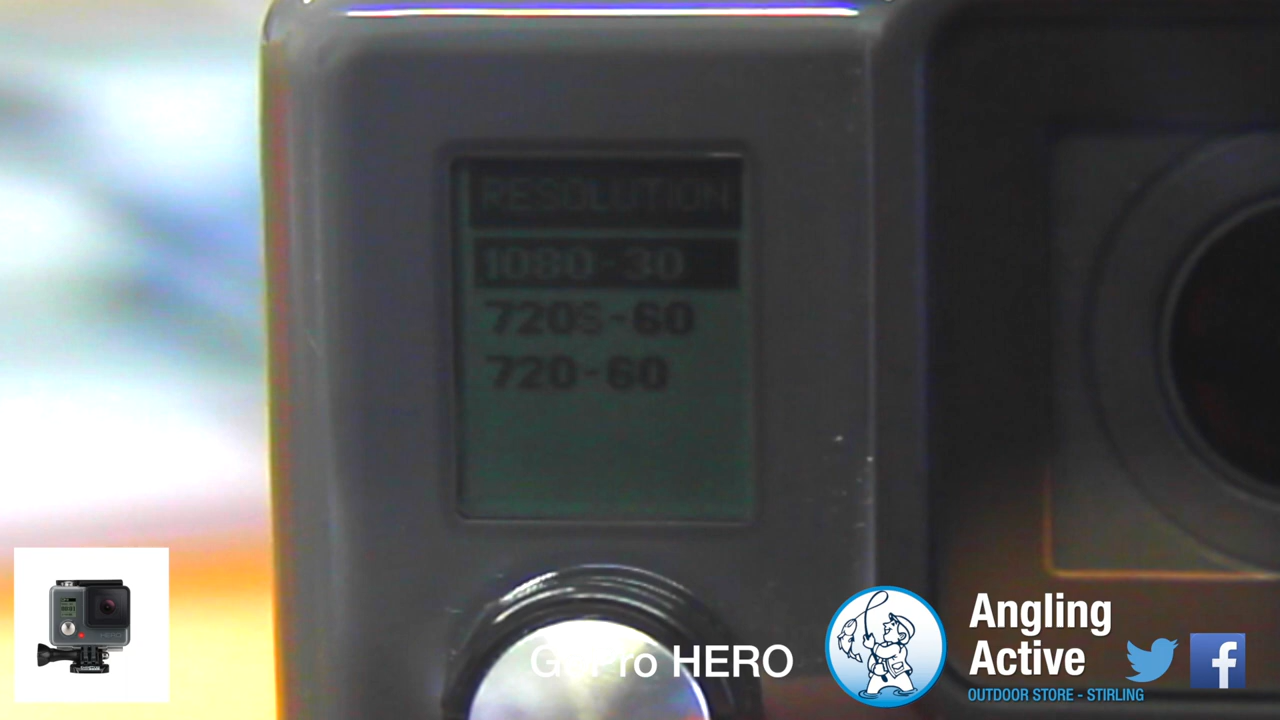 RESOLUTION
1080-30
720S-60
720-60
GoPro HERO
Angling
Active
OUTDOOR STORE - STIRLING